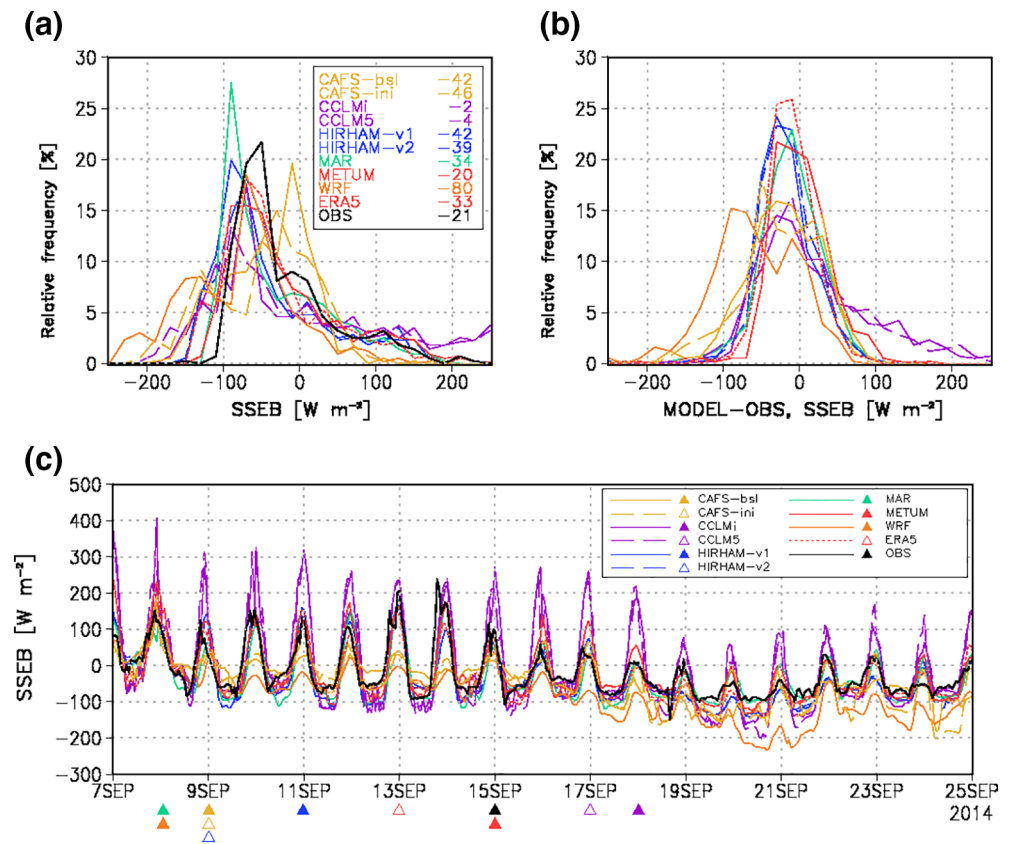 (a)
(b)
30
25
20
15
10
5
0
Relative frequency [%]
CAFS-bsl −42
CAFS-ini −46
CCLMi −2
CCLM5 −4
HIRHAM-v1 −42
HIRHAM-v2 −39
MAR −34
METUM −20
WRF −80
ERA5 −33
OBS −21
−200 −100 0 100 200
SSEB [W m⁻²]
30
25
20
15
10
5
0
Relative frequency [%]
−200 −100 0 100 200
MODEL-OBS, SSEB [W m⁻²]
(c)
500
400
300
200
100
0
−100
−200
−300
SSEB [W m⁻²]
CAFS-bsl
CAFS-ini
CCLMi
CCLM5
HIRHAM-v1
HIRHAM-v2
MAR
METUM
WRF
ERA5
OBS
7SEP 9SEP 11SEP 13SEP 15SEP 17SEP 19SEP 21SEP 23SEP 25SEP
2014